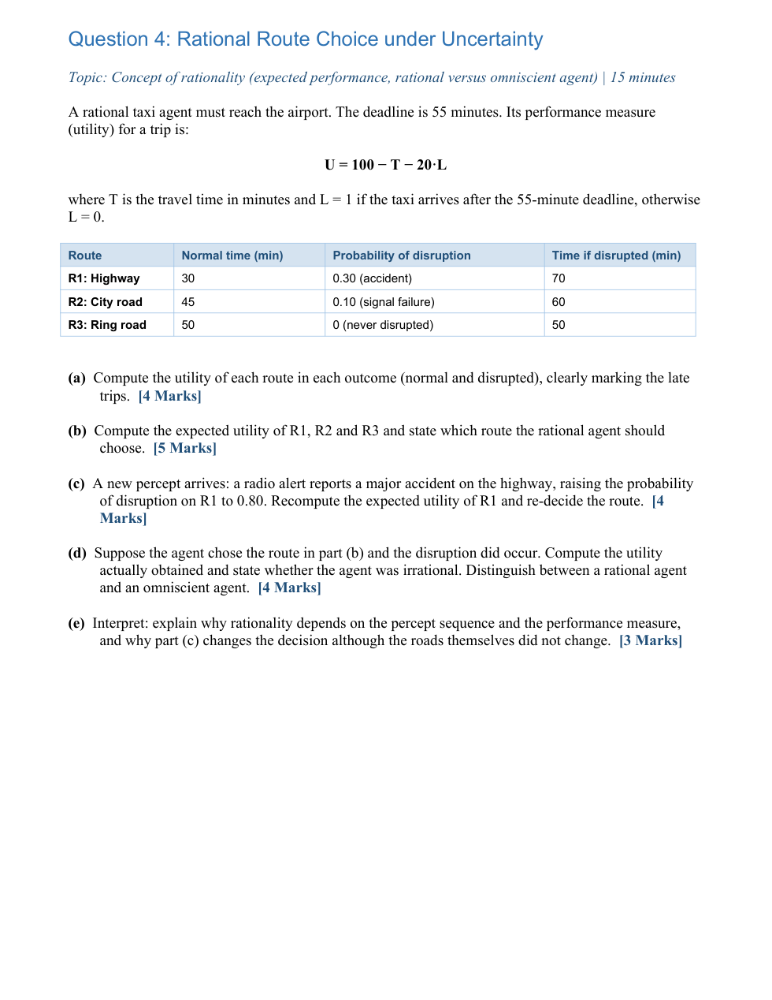 Question 4: Rational Route Choice under Uncertainty
Topic: Concept of rationality (expected performance, rational versus omniscient agent) | 15 minutes
A rational taxi agent must reach the airport. The deadline is 55 minutes. Its performance measure
(utility) for a trip is:
U = 100 − T − 20·L
where T is the travel time in minutes and L = 1 if the taxi arrives after the 55-minute deadline, otherwise
L = 0.
Route Normal time (min) Probability of disruption Time if disrupted (min)
R1: Highway 30 0.30 (accident) 70
R2: City road 45 0.10 (signal failure) 60
R3: Ring road 50 0 (never disrupted) 50
(a) Compute the utility of each route in each outcome (normal and disrupted), clearly marking the late
trips. [4 Marks]
(b) Compute the expected utility of R1, R2 and R3 and state which route the rational agent should
choose. [5 Marks]
(c) A new percept arrives: a radio alert reports a major accident on the highway, raising the probability
of disruption on R1 to 0.80. Recompute the expected utility of R1 and re-decide the route. [4
Marks]
(d) Suppose the agent chose the route in part (b) and the disruption did occur. Compute the utility
actually obtained and state whether the agent was irrational. Distinguish between a rational agent
and an omniscient agent. [4 Marks]
(e) Interpret: explain why rationality depends on the percept sequence and the performance measure,
and why part (c) changes the decision although the roads themselves did not change. [3 Marks]